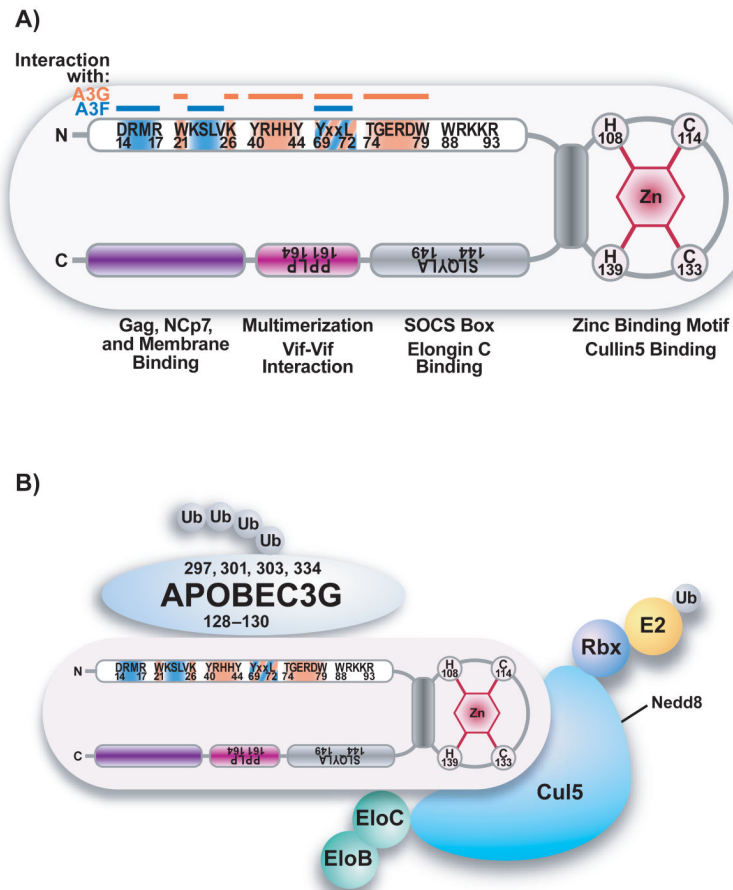 A)
Interaction
with:
A3G
A3F
N DRMR WKSLVK YRHHY YxxL TGERDW WRKKR
14 17 21 26 40 44 69 72 74 79 88 93
H
108
C
114
Zn
H
139
C
133
C
PPLP
161 164
SLQYLA
144 149
Gag, NCp7,
and Membrane
Binding
Multimerization
Vif-Vif
Interaction
SOCS Box
Elongin C
Binding
Zinc Binding Motif
Cullin5 Binding
B)
Ub Ub Ub Ub
297, 301, 303, 334
APOBEC3G
128–130
N DRMR WKSLVK YRHHY YxxL TGERDW WRKKR
14 17 21 26 40 44 69 72 74 79 88 93
H
108
C
114
Zn
H
139
C
133
C
PPLP
161 164
SLQYLA
144 149
Ub
E2
Rbx
Nedd8
Cul5
EloC
EloB